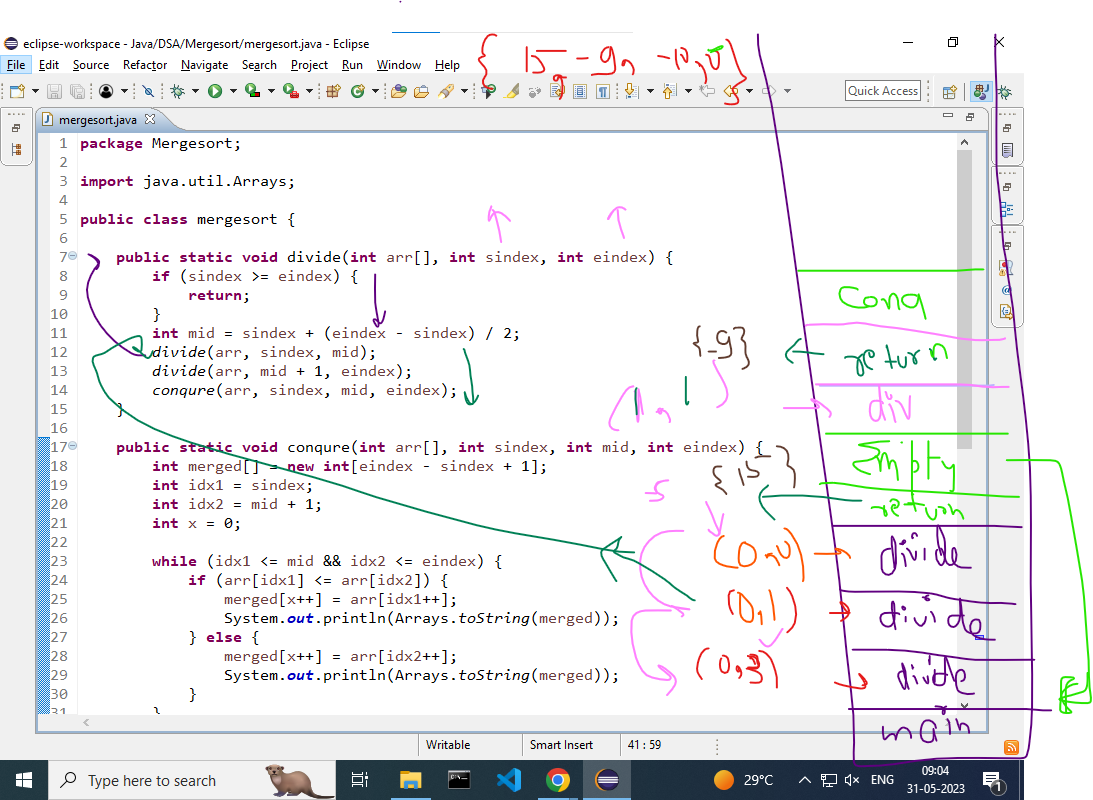 eclipse-workspace - Java/DSA/Mergesort/mergesort.java - Eclipse
File Edit Source Refactor Navigate Search Project Run Window Help
Quick Access
mergesort.java
1 package Mergesort;
2
3 import java.util.Arrays;
4
5 public class mergesort {
6
7 public static void divide(int arr[], int sindex, int eindex) {
8 if (sindex >= eindex) {
9 return;
10 }
11 int mid = sindex + (eindex - sindex) / 2;
12 divide(arr, sindex, mid);
13 divide(arr, mid + 1, eindex);
14 conqure(arr, sindex, mid, eindex);
15 }
16
17 public static void conqure(int arr[], int sindex, int mid, int eindex) {
18 int merged[] = new int[eindex - sindex + 1];
19 int idx1 = sindex;
20 int idx2 = mid + 1;
21 int x = 0;
22
23 while (idx1 <= mid && idx2 <= eindex) {
24 if (arr[idx1] <= arr[idx2]) {
25 merged[x++] = arr[idx1++];
26 System.out.println(Arrays.toString(merged));
27 } else {
28 merged[x++] = arr[idx2++];
29 System.out.println(Arrays.toString(merged));
30 }
31 }
Conq
return
{-9}
div
Empty
{15}
return
divide
(0,0)
divide
(0,1)
divide
(0,3)
main
Writable Smart Insert 41 : 59
Type here to search
29°C ENG
09:04
31-05-2023
1